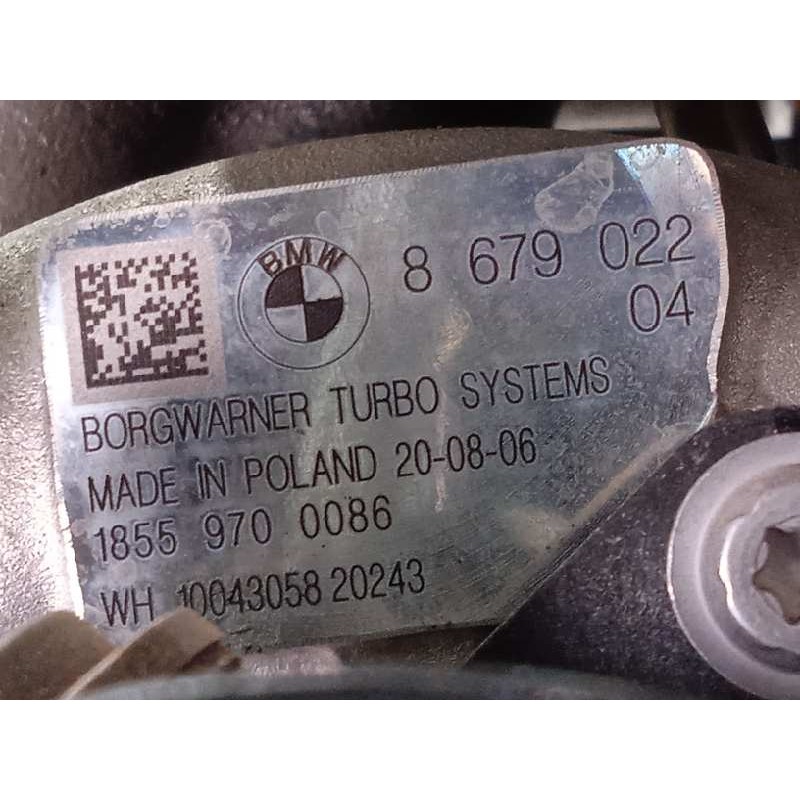 BMW
8 679 022
04
BORGWARNER TURBO SYSTEMS
MADE IN POLAND 20-08-06
1855 970 0086
WH 10043058 20243